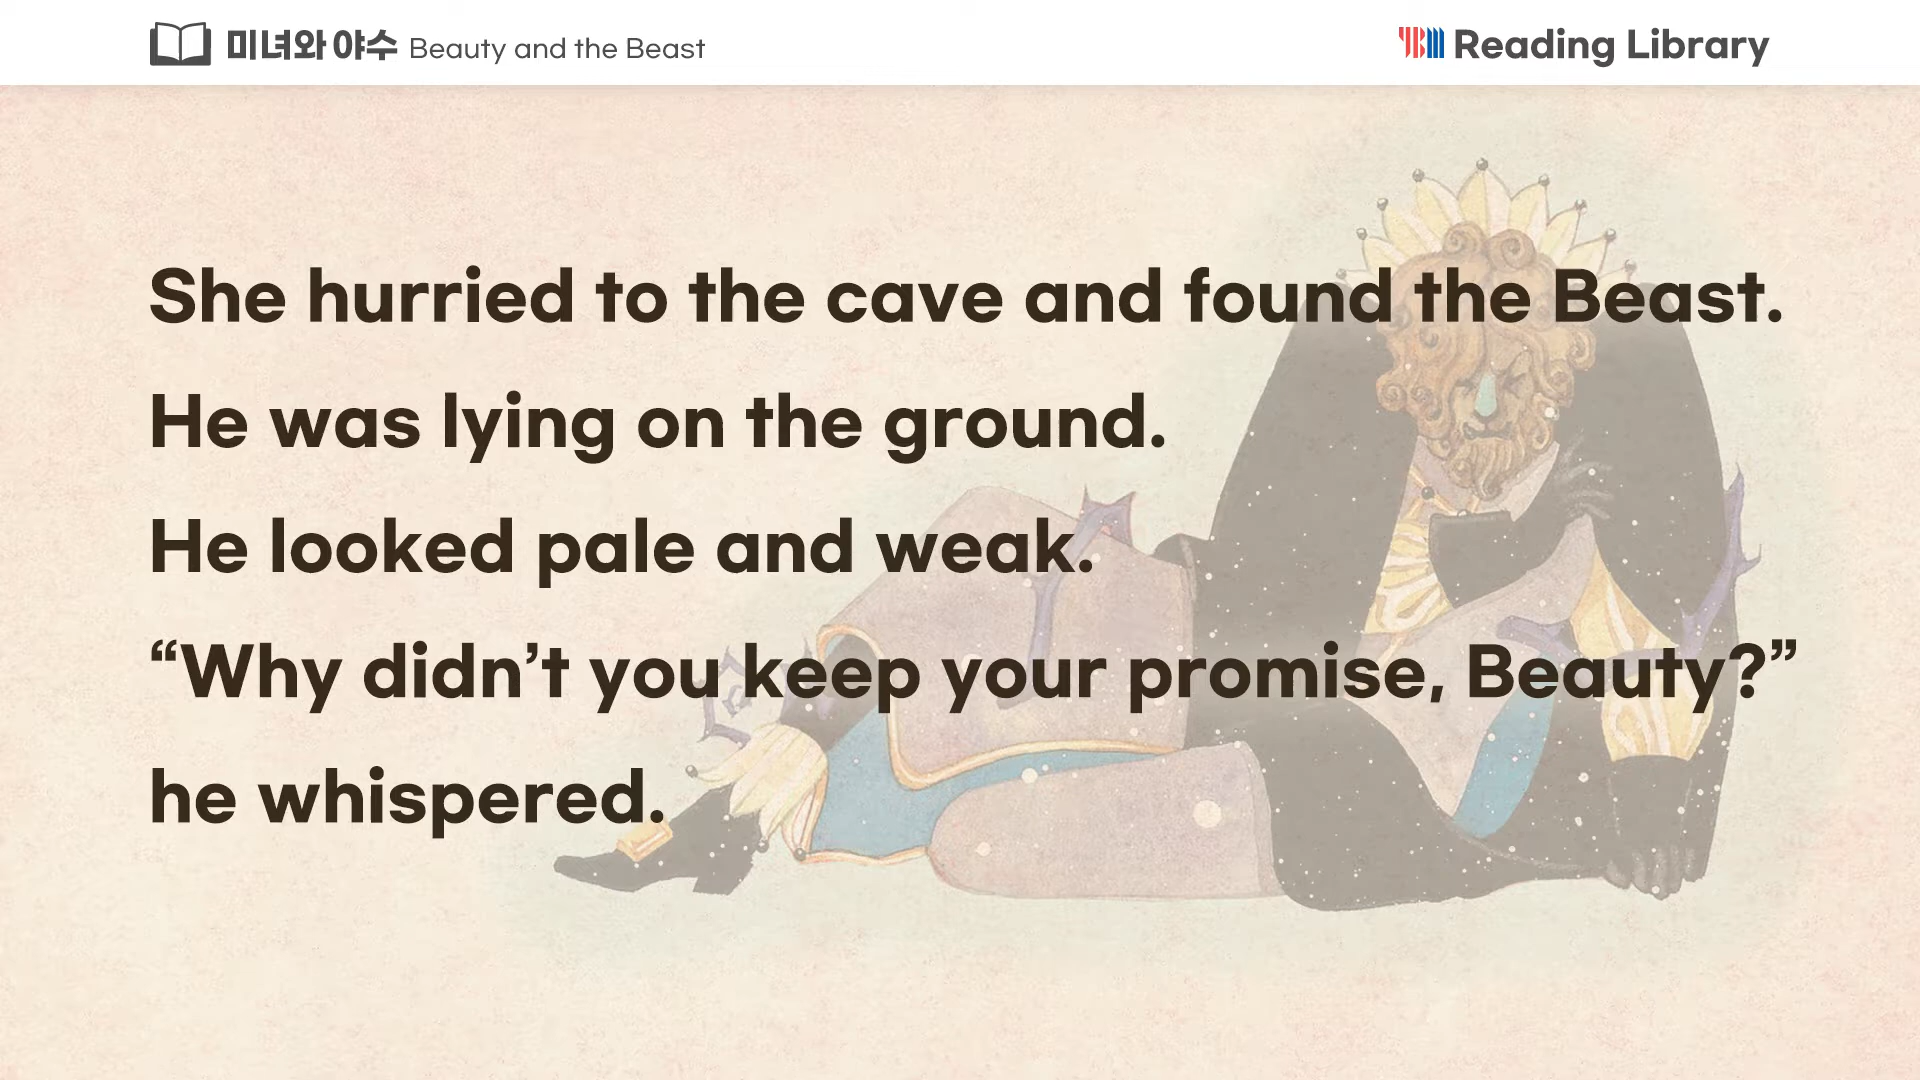 미녀와 야수 Beauty and the Beast
YBM Reading Library
She hurried to the cave and found the Beast.
He was lying on the ground.
He looked pale and weak.
“Why didn’t you keep your promise, Beauty?”
he whispered.